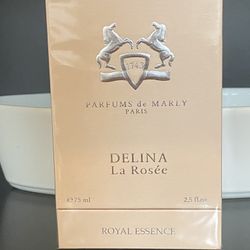 1743
PARFUMS de MARLY
PARIS
DELINA
La Rosée
℮75 ml 2.5 fl.oz
ROYAL ESSENCE